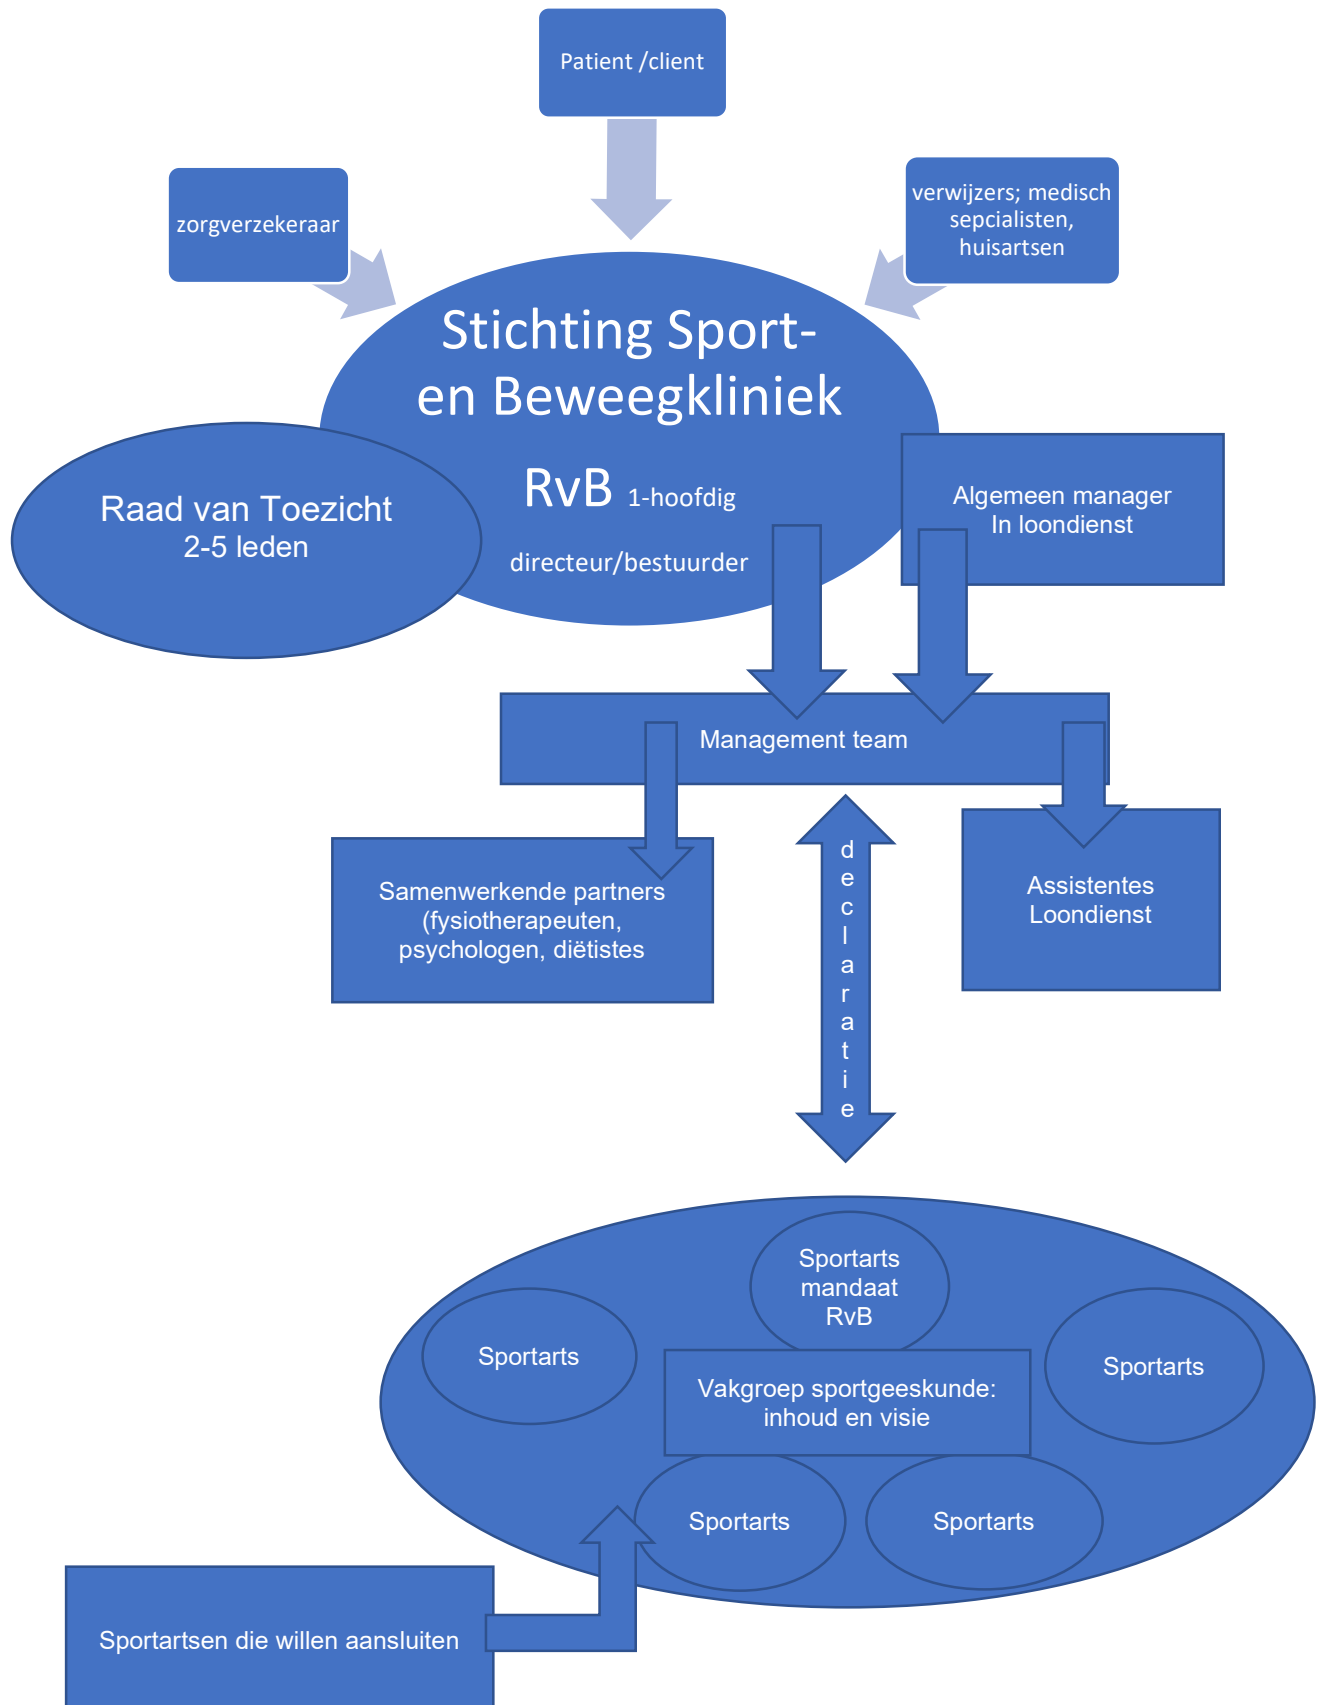 Patient /client
zorgverzekeraar
verwijzers; medisch
sepcialisten,
huisartsen
Stichting Sport-
en Beweegkliniek
RvB 1-hoofdig
directeur/bestuurder
Raad van Toezicht
2-5 leden
Algemeen manager
In loondienst
Management team
Samenwerkende partners
(fysiotherapeuten,
psychologen, diëtistes
declaratie
Assistentes
Loondienst
Sportarts
mandaat
RvB
Sportarts
Sportarts
Vakgroep sportgeeskunde:
inhoud en visie
Sportarts
Sportarts
Sportartsen die willen aansluiten